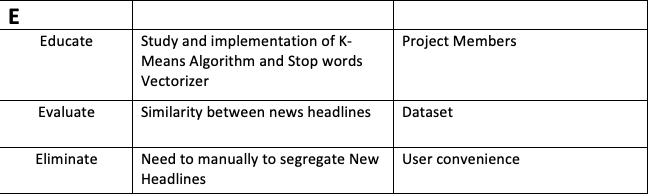 E
Educate Study and implementation of K- Project Members
Means Algorithm and Stop words
Vectorizer
Evaluate Similarity between news headlines Dataset
Eliminate Need to manually to segregate New User convenience
Headlines